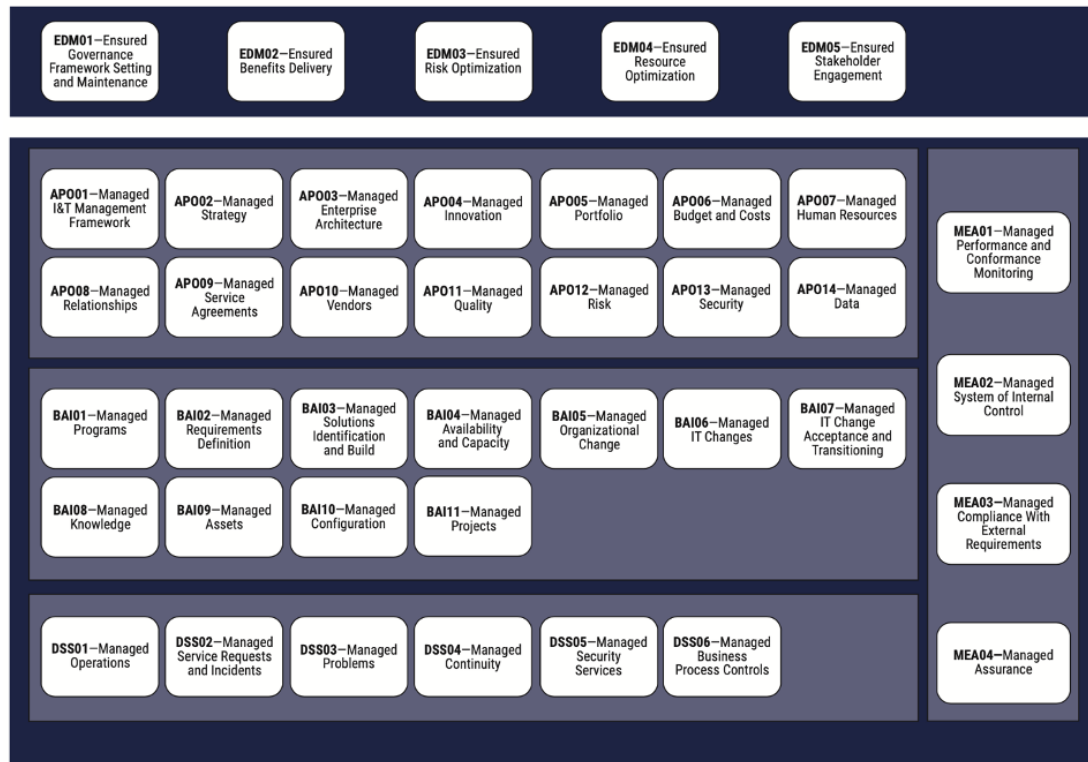 EDM01—Ensured
Governance
Framework Setting
and Maintenance
EDM02—Ensured
Benefits Delivery
EDM03—Ensured
Risk Optimization
EDM04—Ensured
Resource
Optimization
EDM05—Ensured
Stakeholder
Engagement
APO01—Managed
I&T Management
Framework
APO02—Managed
Strategy
APO03—Managed
Enterprise
Architecture
APO04—Managed
Innovation
APO05—Managed
Portfolio
APO06—Managed
Budget and Costs
APO07—Managed
Human Resources
APO08—Managed
Relationships
APO09—Managed
Service
Agreements
APO10—Managed
Vendors
APO11—Managed
Quality
APO12—Managed
Risk
APO13—Managed
Security
APO14—Managed
Data
BAI01—Managed
Programs
BAI02—Managed
Requirements
Definition
BAI03—Managed
Solutions
Identification
and Build
BAI04—Managed
Availability
and Capacity
BAI05—Managed
Organizational
Change
BAI06—Managed
IT Changes
BAI07—Managed
IT Change
Acceptance and
Transitioning
BAI08—Managed
Knowledge
BAI09—Managed
Assets
BAI10—Managed
Configuration
BAI11—Managed
Projects
DSS01—Managed
Operations
DSS02—Managed
Service Requests
and Incidents
DSS03—Managed
Problems
DSS04—Managed
Continuity
DSS05—Managed
Security
Services
DSS06—Managed
Business
Process Controls
MEA01—Managed
Performance and
Conformance
Monitoring
MEA02—Managed
System of Internal
Control
MEA03—Managed
Compliance With
External
Requirements
MEA04—Managed
Assurance